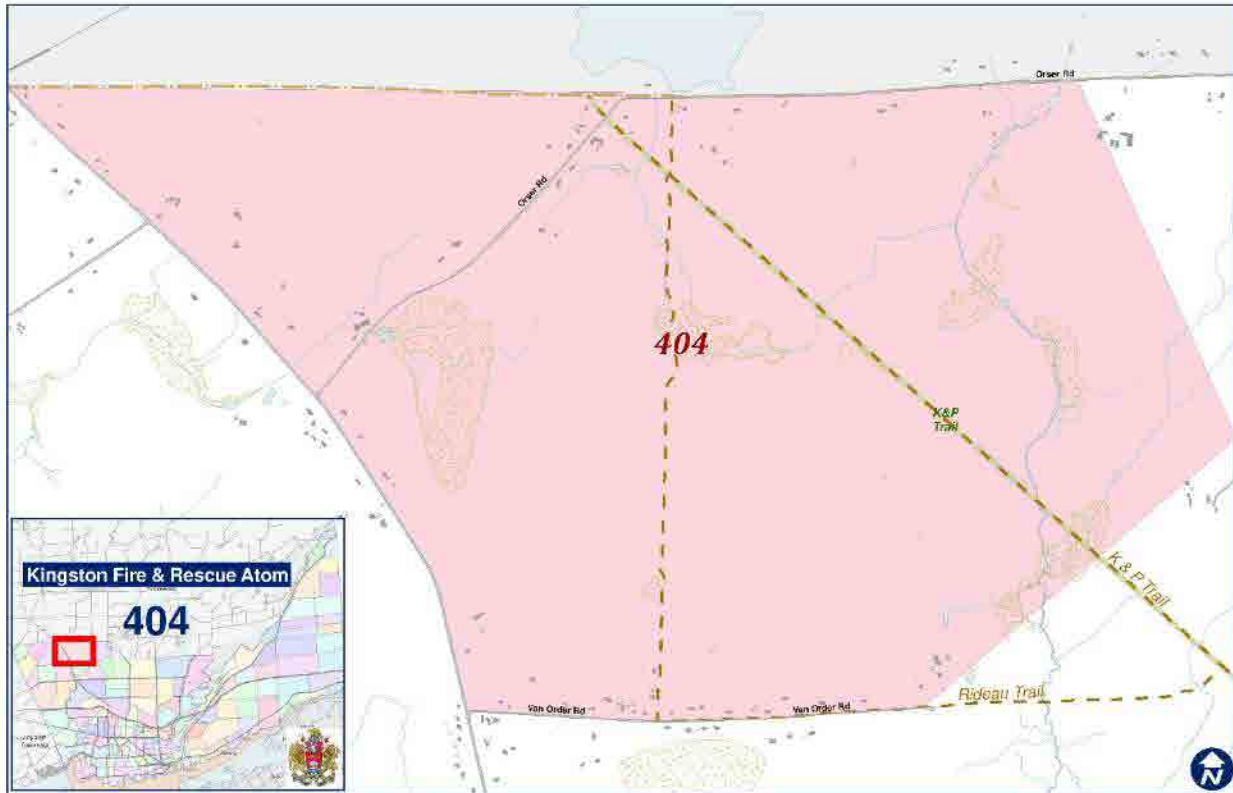 Orser Rd
Orser Rd
404
K&P
Trail
K & P Trail
Rideau Trail
Van Order Rd
Van Order Rd
Kingston Fire & Rescue Atom
404
N